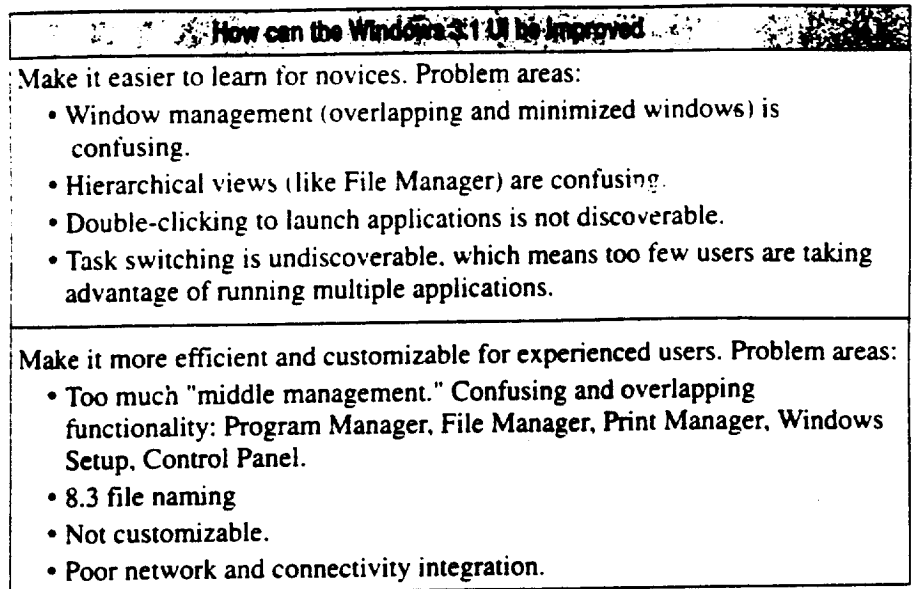 How can the Windows 3.1 UI be improved
Make it easier to learn for novices. Problem areas:
• Window management (overlapping and minimized windows) is
confusing.
• Hierarchical views (like File Manager) are confusing.
• Double-clicking to launch applications is not discoverable.
• Task switching is undiscoverable, which means too few users are taking
advantage of running multiple applications.
Make it more efficient and customizable for experienced users. Problem areas:
• Too much "middle management." Confusing and overlapping
functionality: Program Manager, File Manager, Print Manager, Windows
Setup, Control Panel.
• 8.3 file naming
• Not customizable.
• Poor network and connectivity integration.